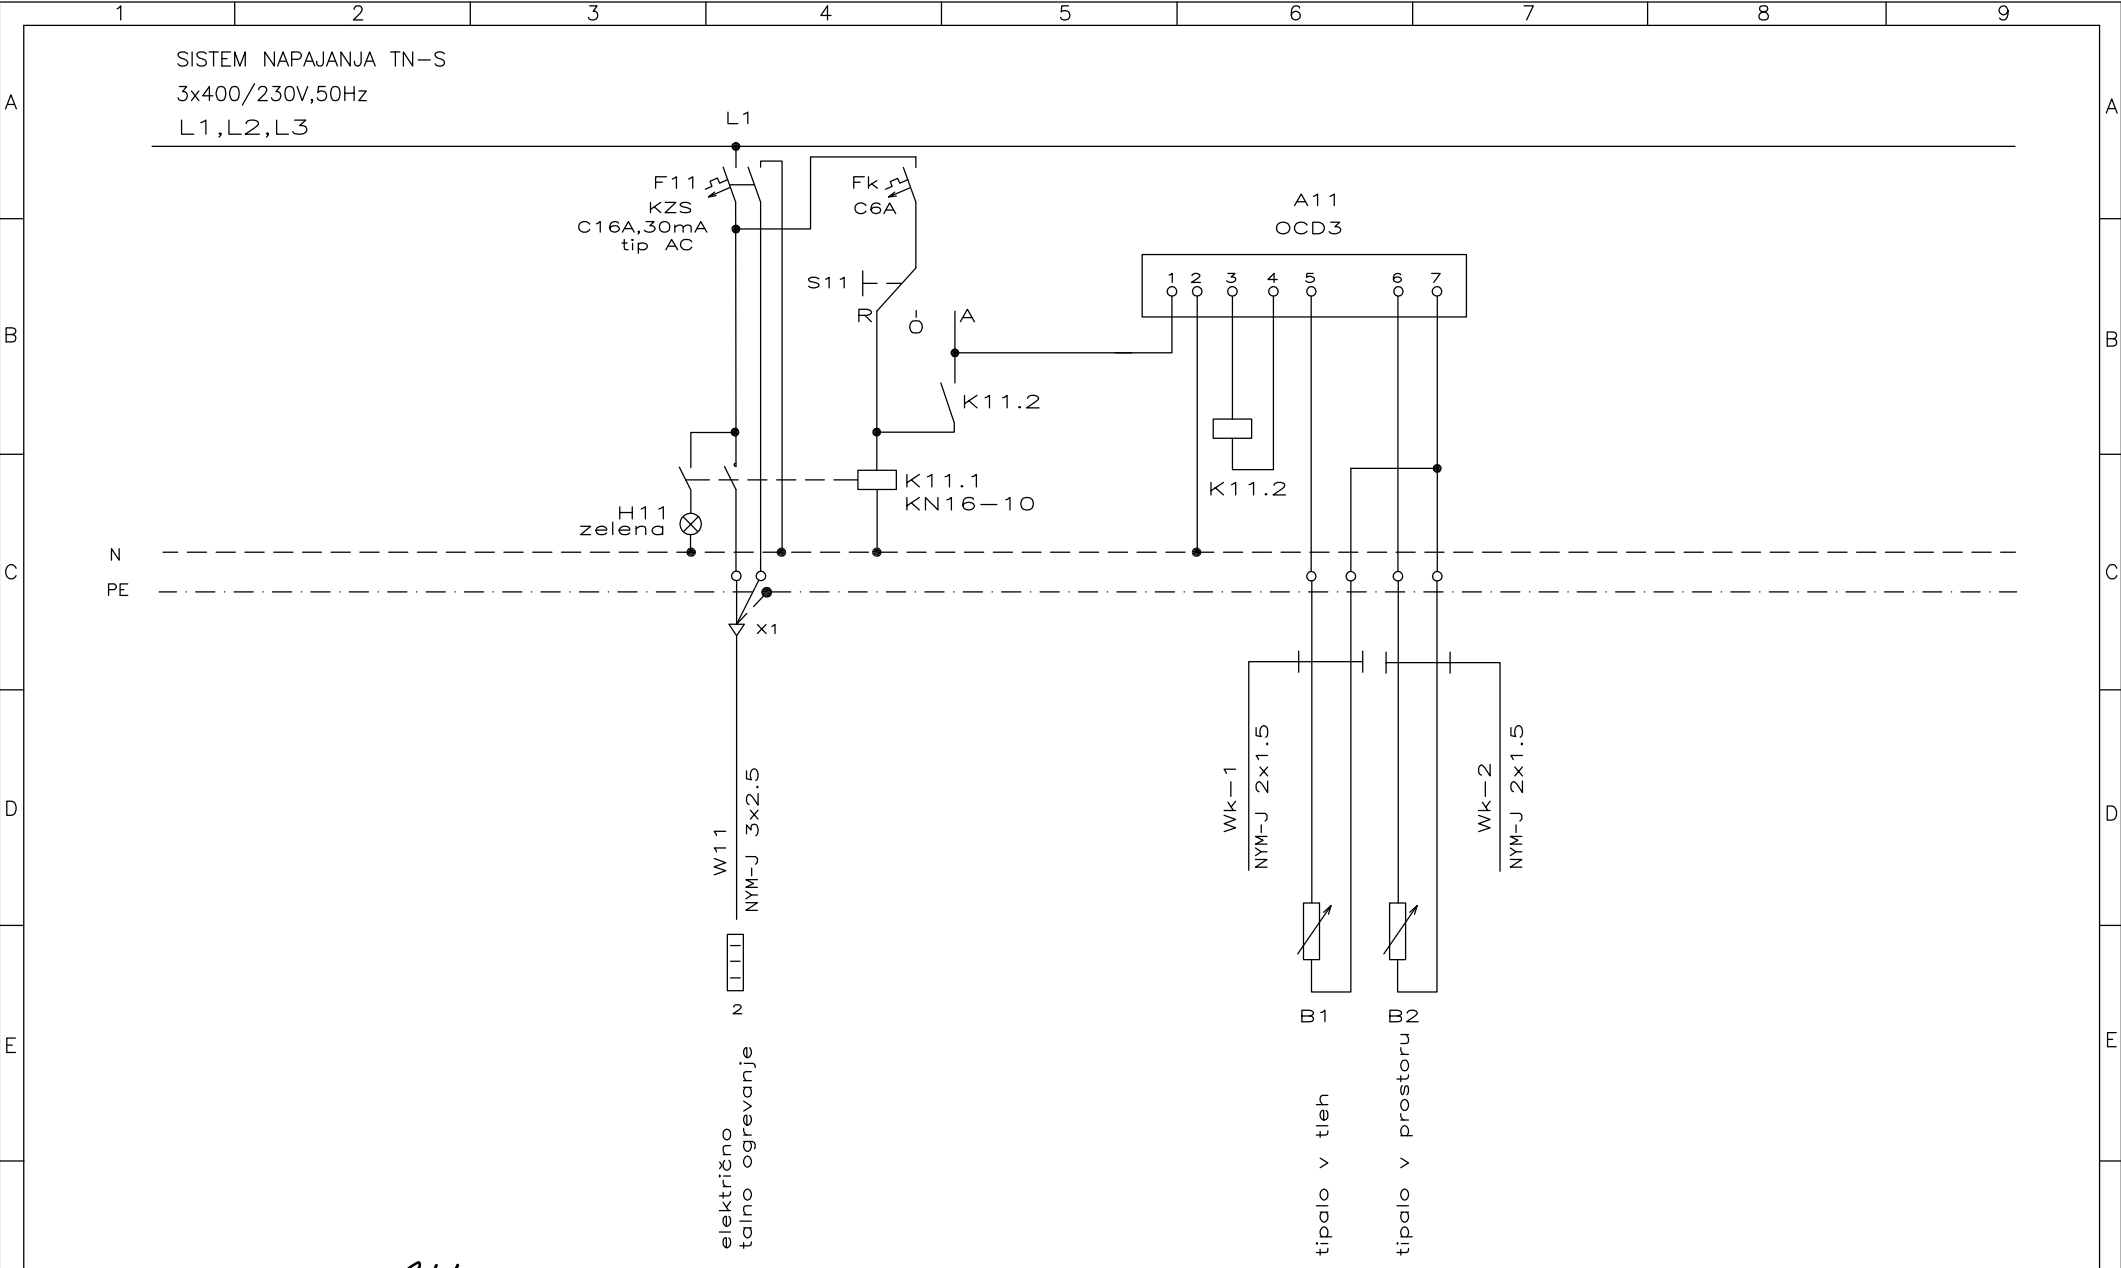 1 2 3 4 5 6 7 8 9
SISTEM NAPAJANJA TN-S
3x400/230V,50Hz
L1,L2,L3
A
A
L1
F11
KZS
C16A,30mA
tip AC
Fk
C6A
A11
OCD3
1 2 3 4 5 6 7
S11
R O A
B
B
K11.2
K11.1
KN16-10
K11.2
H11
zelena
N
C
C
PE
X1
W11
NYM-J 3x2.5
Wk-1
NYM-J 2x1.5
Wk-2
NYM-J 2x1.5
D
D
2
B1
B2
E
E
električno
talno ogrevanje
tipalo v tleh
tipalo v prostoru